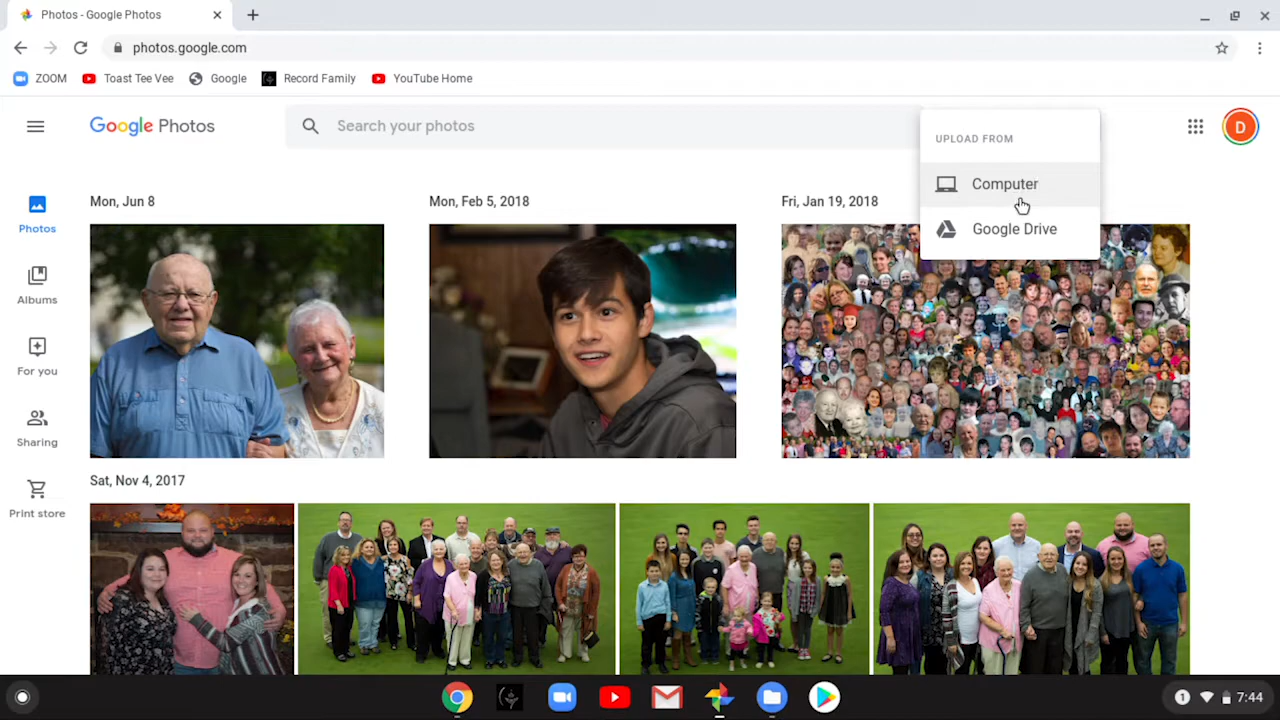 Photos - Google Photos
photos.google.com
ZOOM Toast Tee Vee Google Record Family YouTube Home
Google Photos
Search your photos
UPLOAD FROM
Computer
Google Drive
D
Photos
Albums
For you
Sharing
Print store
Mon, Jun 8
Mon, Feb 5, 2018
Fri, Jan 19, 2018
Sat, Nov 4, 2017
1 7:44